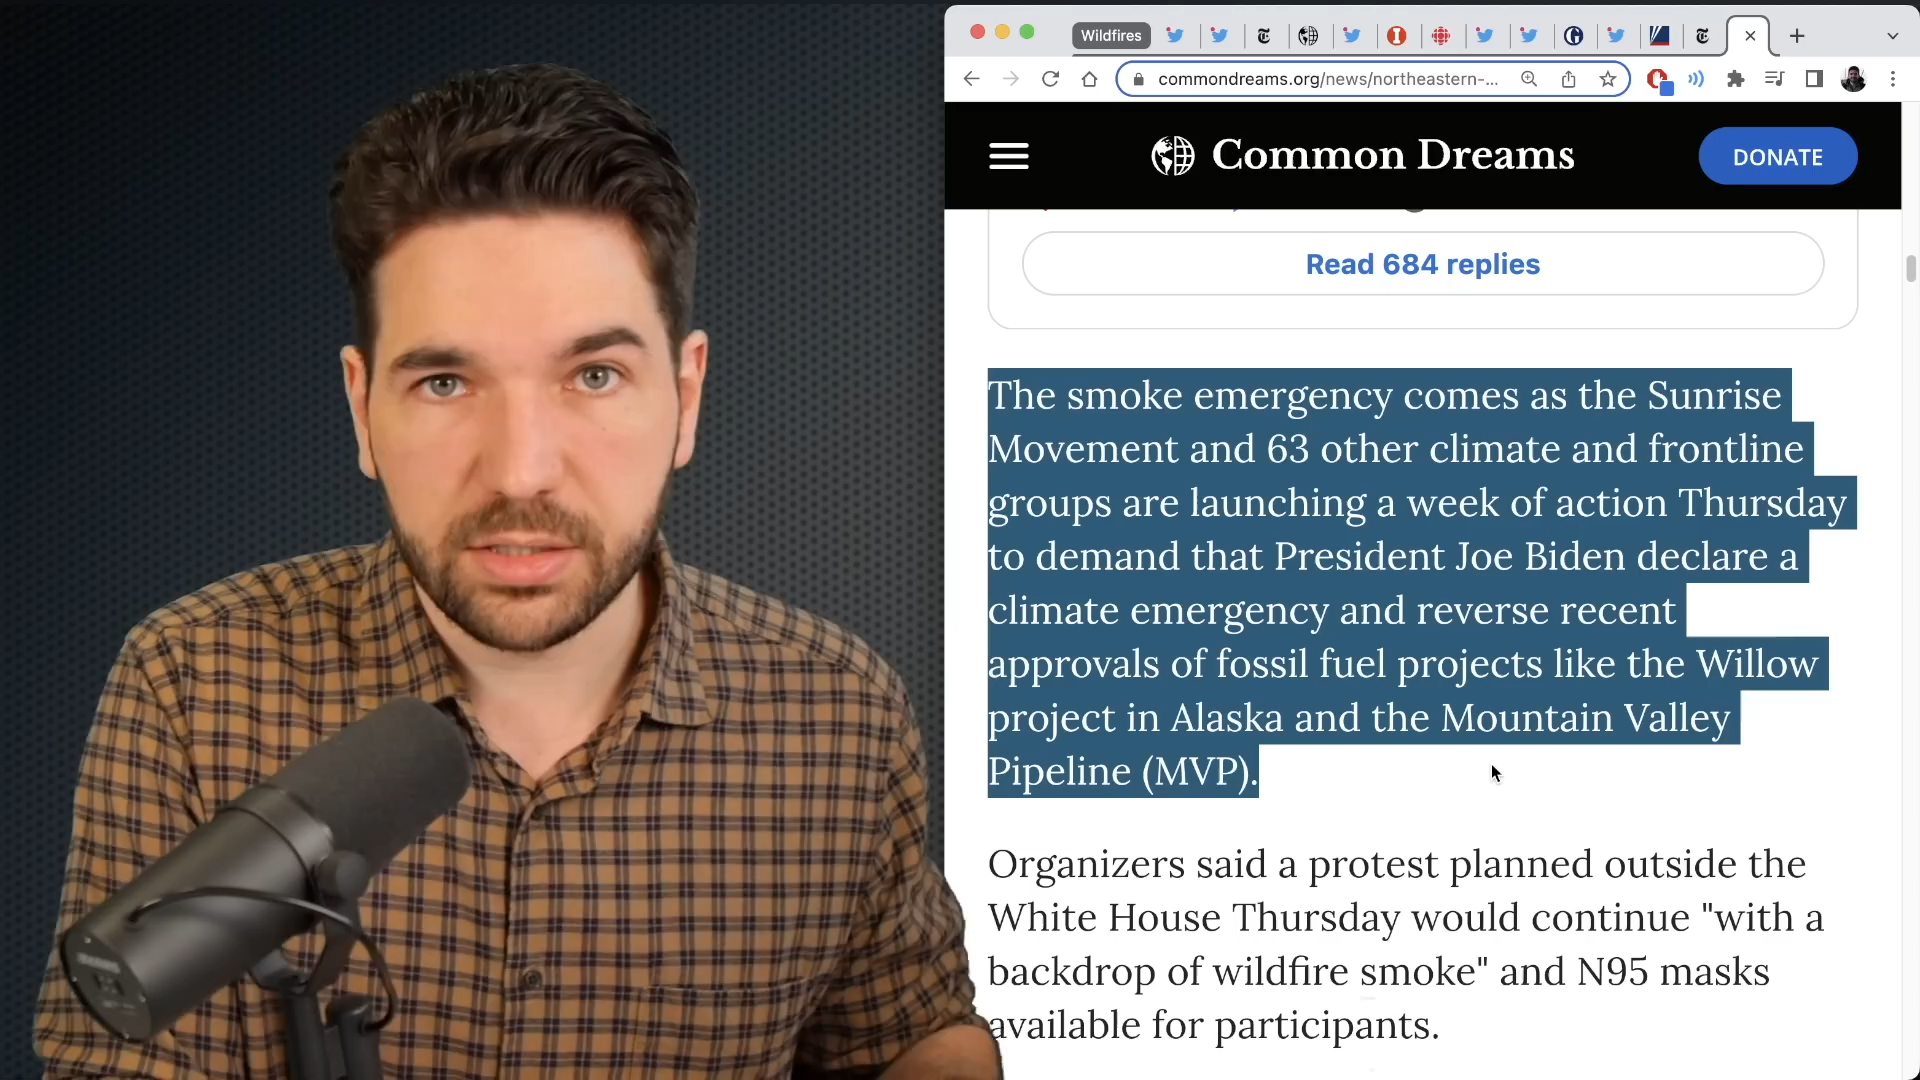 Wildfires
commondreams.org/news/northeastern-...
Common Dreams
DONATE
Read 684 replies
The smoke emergency comes as the Sunrise
Movement and 63 other climate and frontline
groups are launching a week of action Thursday
to demand that President Joe Biden declare a
climate emergency and reverse recent
approvals of fossil fuel projects like the Willow
project in Alaska and the Mountain Valley
Pipeline (MVP).
Organizers said a protest planned outside the
White House Thursday would continue "with a
backdrop of wildfire smoke" and N95 masks
available for participants.